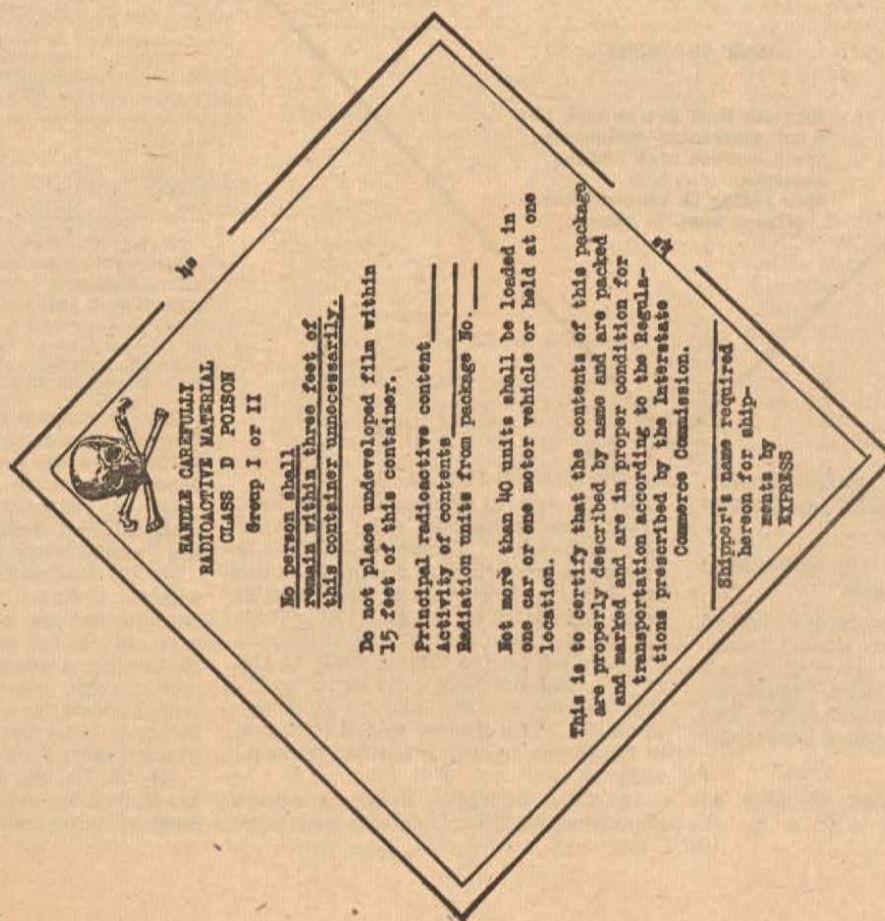 HANDLE CAREFULLY
RADIOACTIVE MATERIAL
CLASS D POISON
Group I or II
No person shall
remain within three feet of
this container unnecessarily.
Do not place undeveloped film within
15 feet of this container.
Principal radioactive content
Activity of contents
Radiation units from package No.
Not more than 40 units shall be loaded in
one car or one motor vehicle or held at one
location.
This is to certify that the contents of this package
are properly described by name and are packed
and marked and are in proper condition for
transportation according to the Regula-
tions prescribed by the Interstate
Commerce Commission.
Shipper's name required
hereon for ship-
ments by
EXPRESS